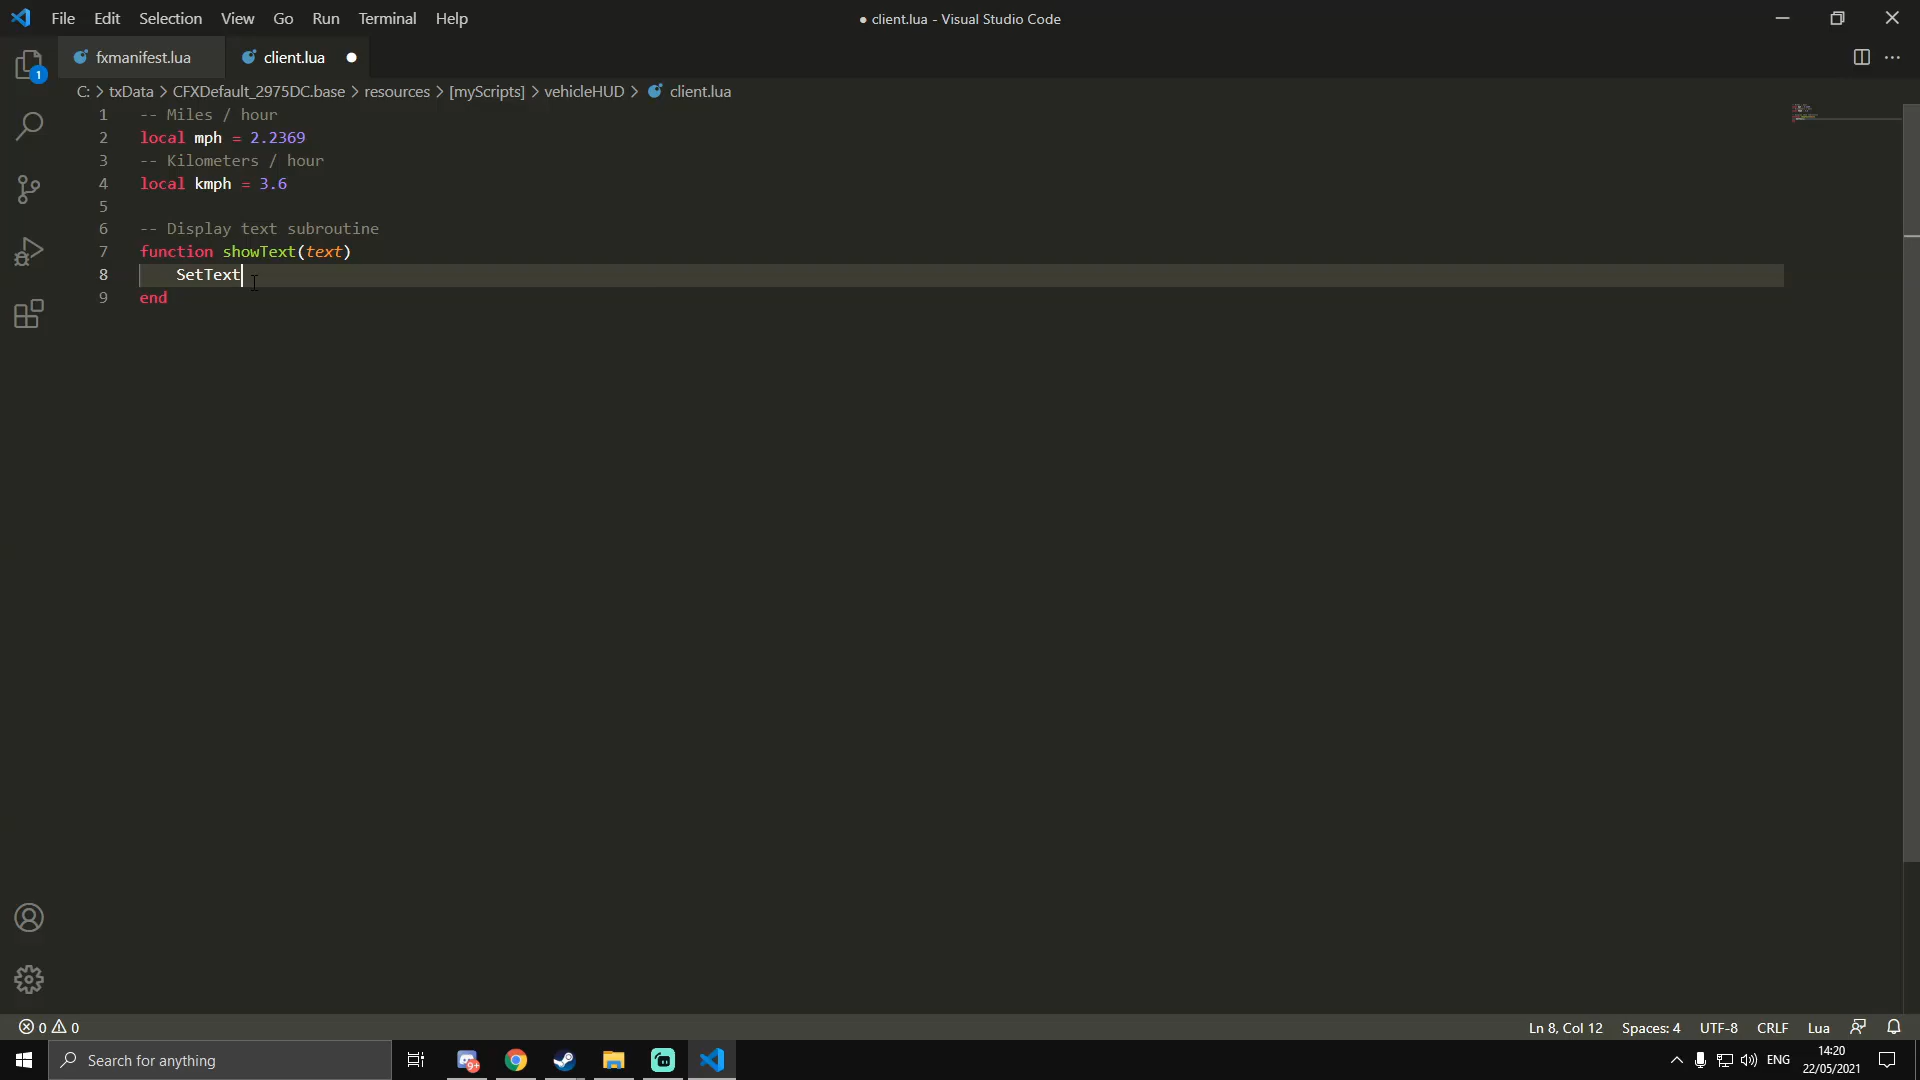 File Edit Selection View Go Run Terminal Help
● client.lua - Visual Studio Code
fxmanifest.lua
client.lua ●
1
C: > txData > CFXDefault_2975DC.base > resources > [myScripts] > vehicleHUD > client.lua
1 -- Miles / hour
2 local mph = 2.2369
3 -- Kilometers / hour
4 local kmph = 3.6
5
6 -- Display text subroutine
7 function showText(text)
8 SetText
9 end
0 0
Ln 8, Col 12 Spaces: 4 UTF-8 CRLF Lua
Search for anything
9+
ENG
14:20
22/05/2021